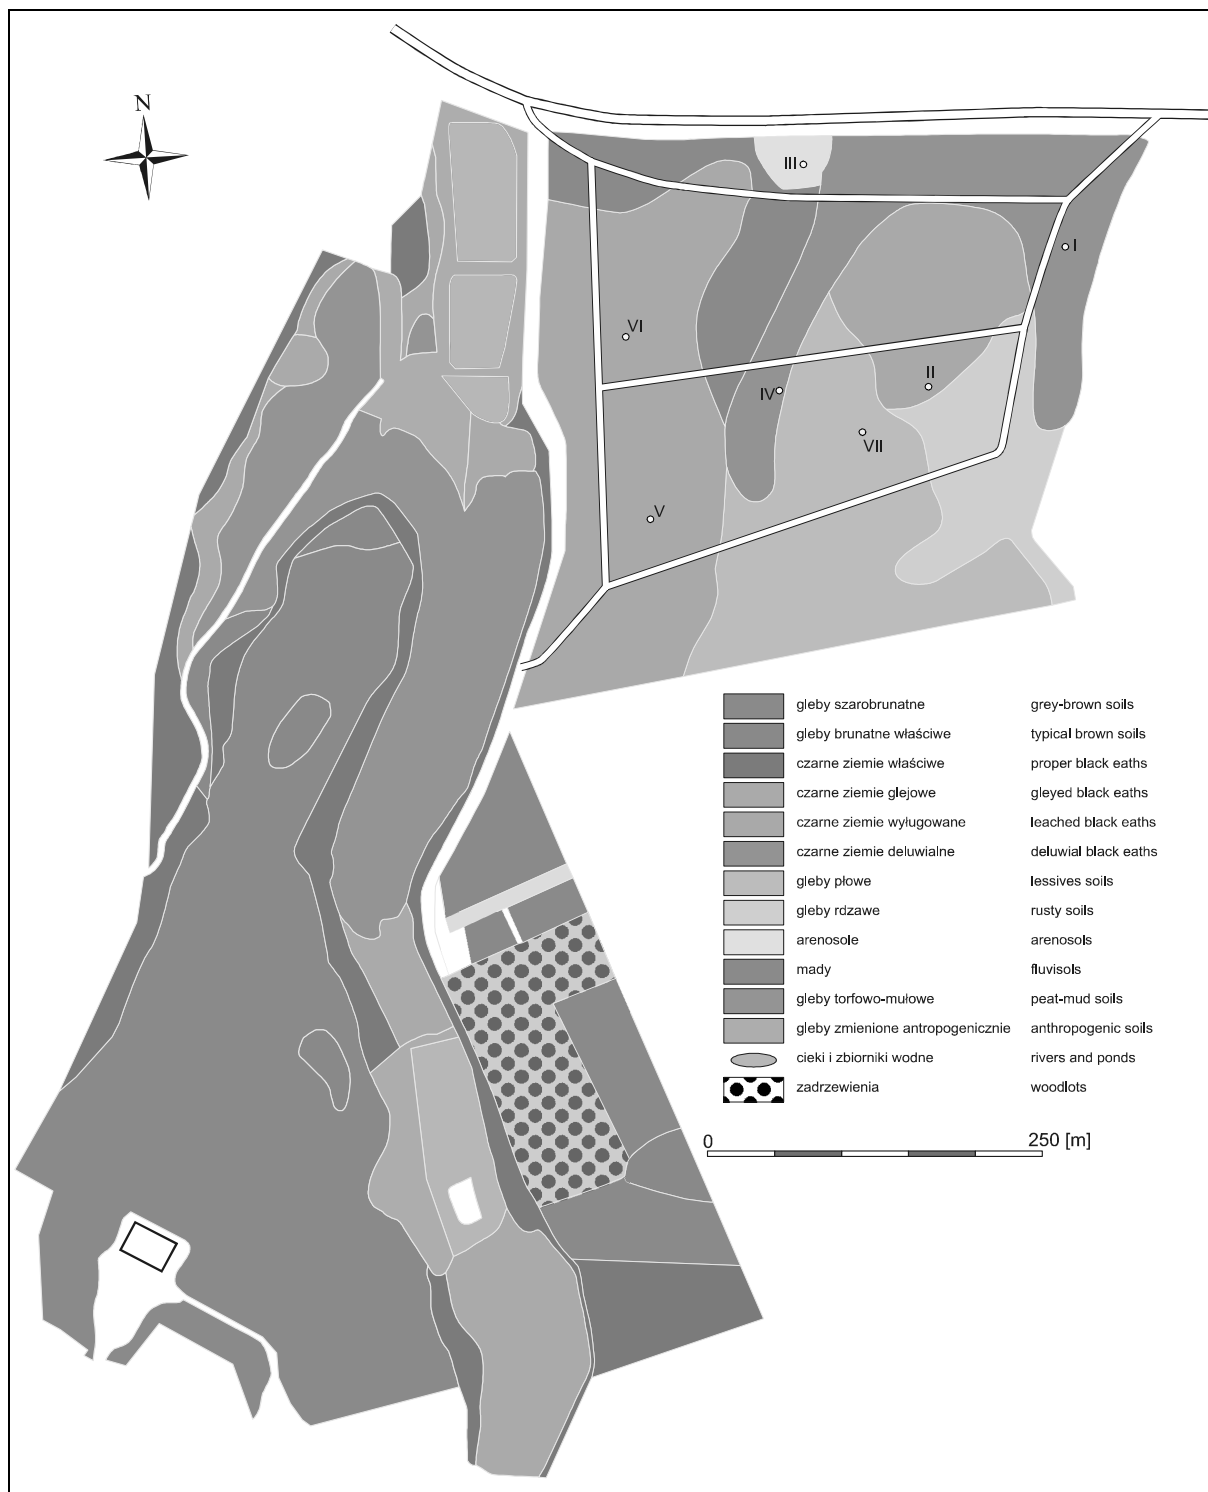 N
III
I
VI
II
IV
VII
V
gleby szarobrunatne grey-brown soils
gleby brunatne właściwe typical brown soils
czarne ziemie właściwe proper black eaths
czarne ziemie glejowe gleyed black eaths
czarne ziemie wyługowane leached black eaths
czarne ziemie deluwialne deluwial black eaths
gleby płowe lessives soils
gleby rdzawe rusty soils
arenosole arenosols
mady fluvisols
gleby torfowo-mułowe peat-mud soils
gleby zmienione antropogenicznie anthropogenic soils
cieki i zbiorniki wodne rivers and ponds
zadrzewienia woodlots
0 250 [m]